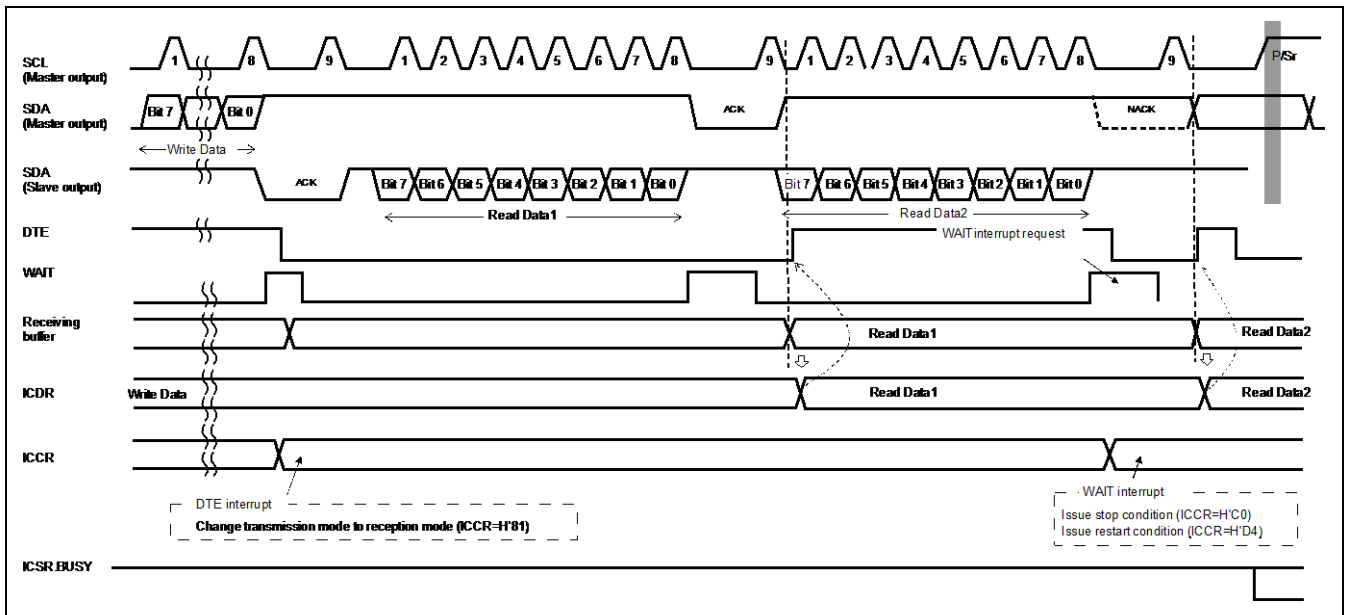 SCL
(Master output)
1 8 9 1 2 3 4 5 6 7 8 9 1 2 3 4 5 6 7 8 9 P/Sr
SDA
(Master output)
Bit 7 Bit 0 ACK NACK
Write Data
SDA
(Slave output)
ACK Bit 7 Bit 6 Bit 5 Bit 4 Bit 3 Bit 2 Bit 1 Bit 0 Bit 7 Bit 6 Bit 5 Bit 4 Bit 3 Bit 2 Bit 1 Bit 0
Read Data1 Read Data2
DTE
WAIT interrupt request
WAIT
Receiving
buffer
Read Data1 Read Data2
ICDR
Write Data Read Data1 Read Data2
ICCR
DTE interrupt
Change transmission mode to reception mode (ICCR=H'81)
WAIT interrupt
Issue stop condition (ICCR=H'C0)
Issue restart condition (ICCR=H'D4)
ICSR.BUSY